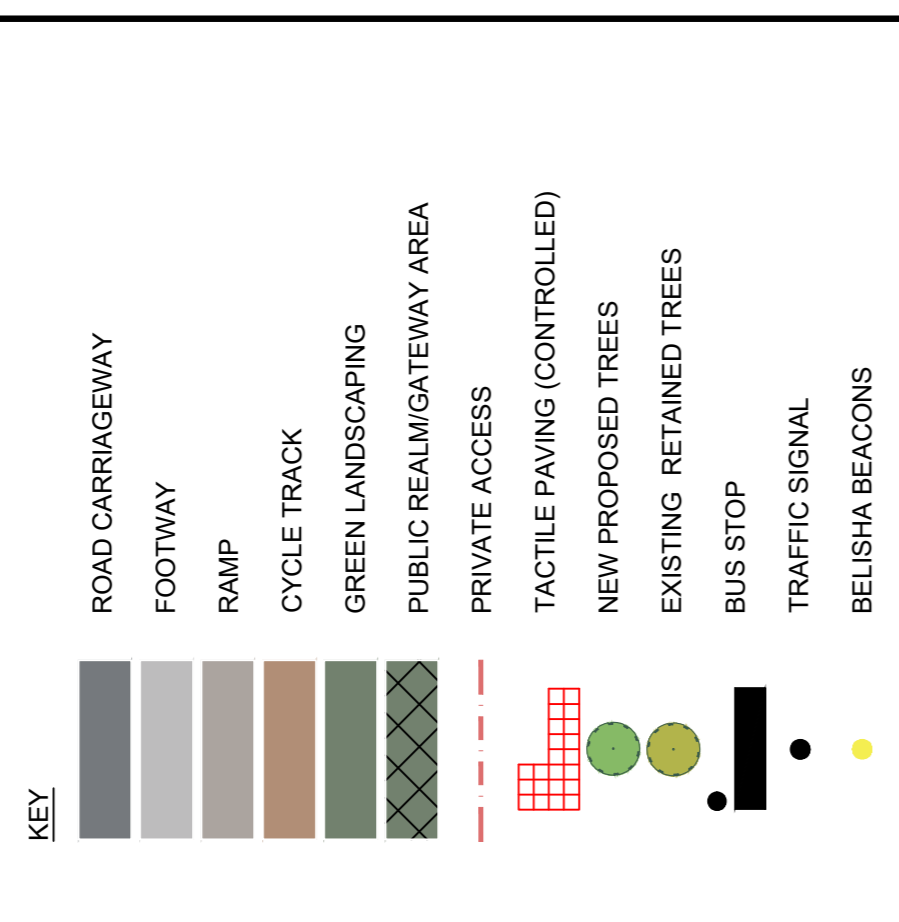 KEY
ROAD CARRIAGEWAY
FOOTWAY
RAMP
CYCLE TRACK
GREEN LANDSCAPING
PUBLIC REALM/GATEWAY AREA
PRIVATE ACCESS
TACTILE PAVING (CONTROLLED)
NEW PROPOSED TREES
EXISTING  RETAINED TREES
BUS STOP
TRAFFIC SIGNAL
BELISHA BEACONS